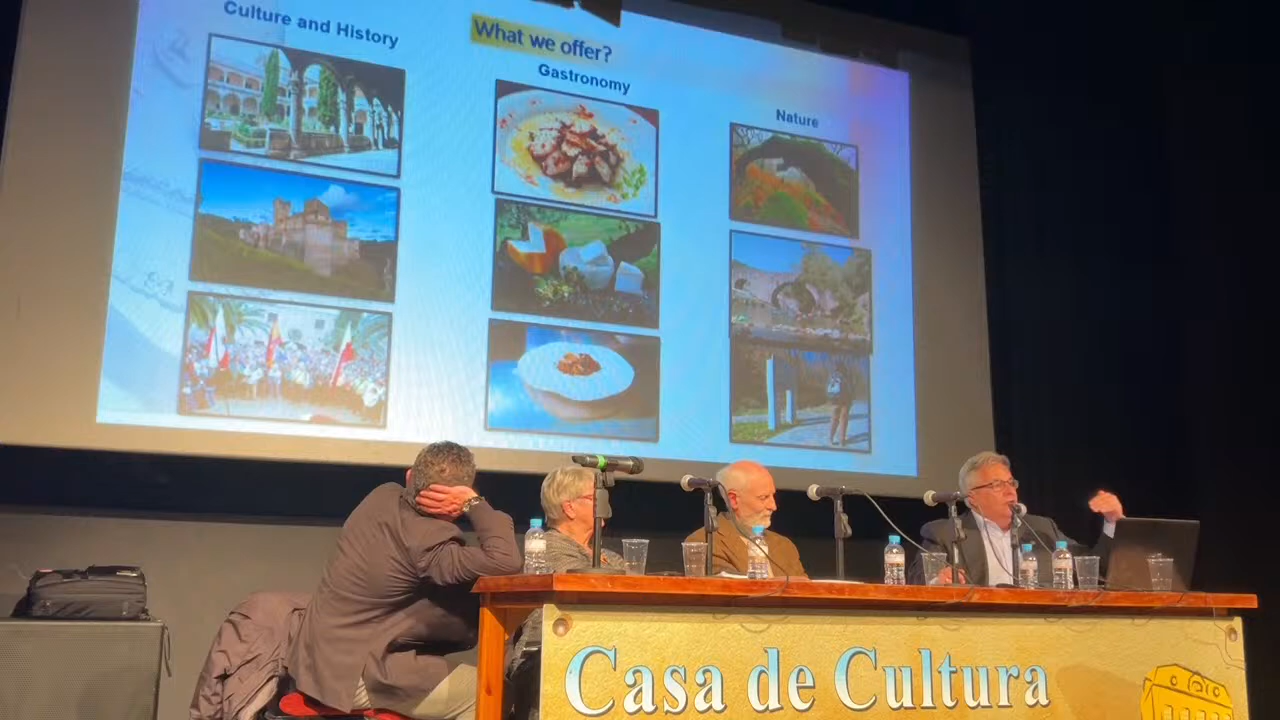 Culture and History
What we offer?
Gastronomy
Nature
Casa de Cultura